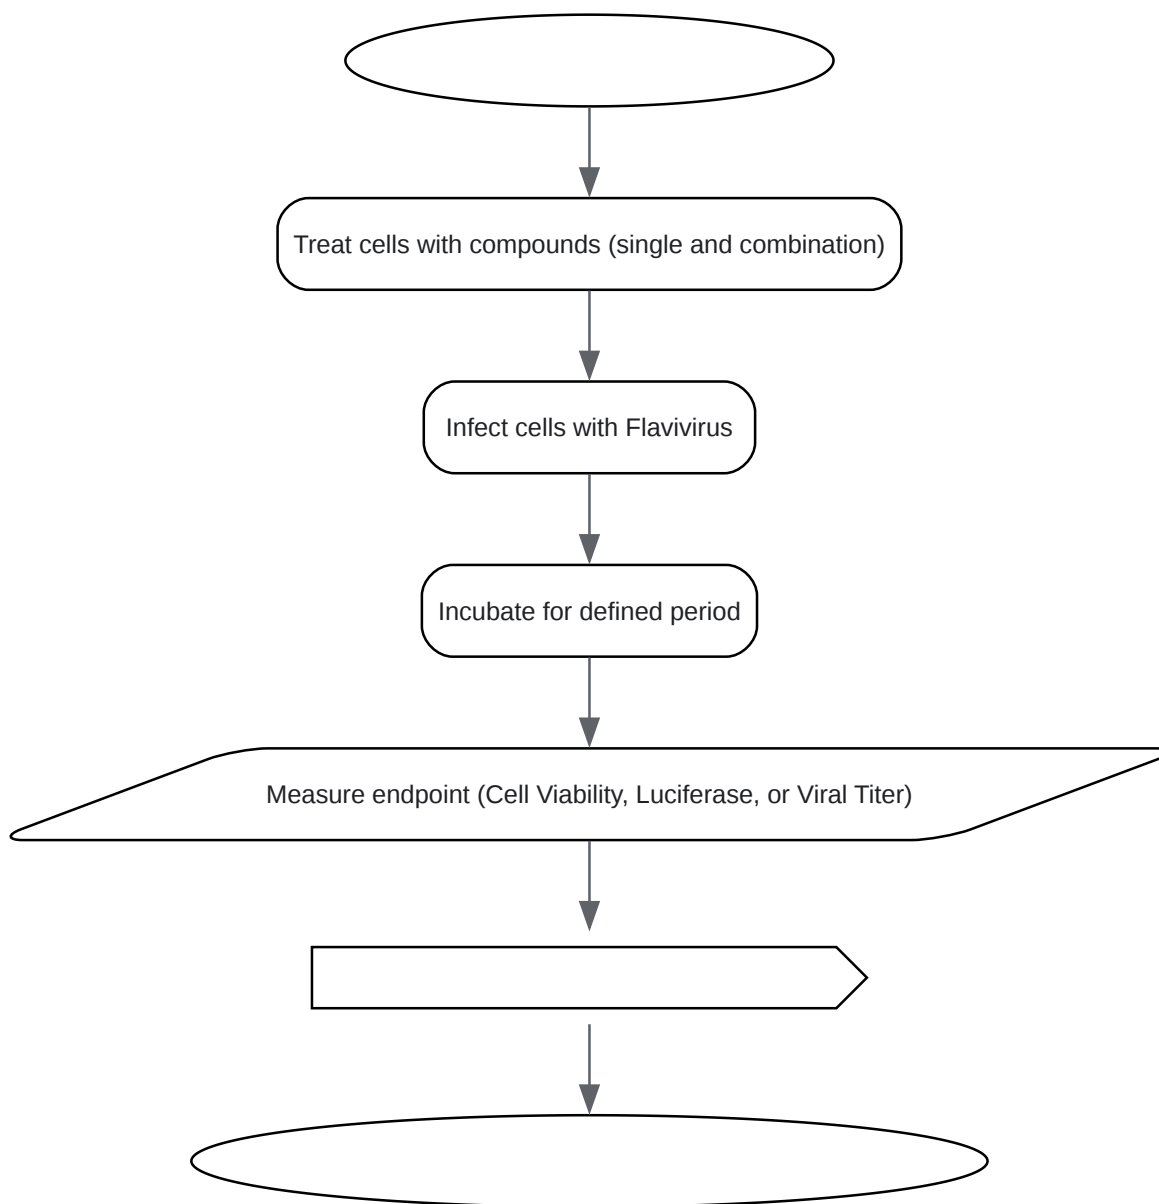 Treat cells with compounds (single and combination)
Infect cells with Flavivirus
Incubate for defined period
Measure endpoint (Cell Viability, Luciferase, or Viral Titer)